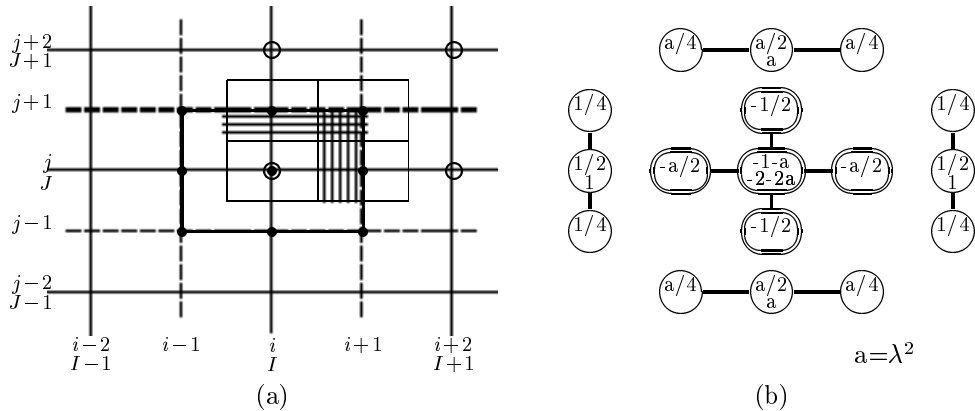 j+2
J+1
j+1
j
J
j−1
j−2
J−1
i−2
I−1
i−1
i
I
i+1
i+2
I+1
(a)
a/4
a/2
a
a/4
1/4
-1/2
1/4
1/2
1
-a/2
-1-a
-2-2a
-a/2
1/2
1
1/4
-1/2
1/4
a/4
a/2
a
a/4
a=λ²
(b)